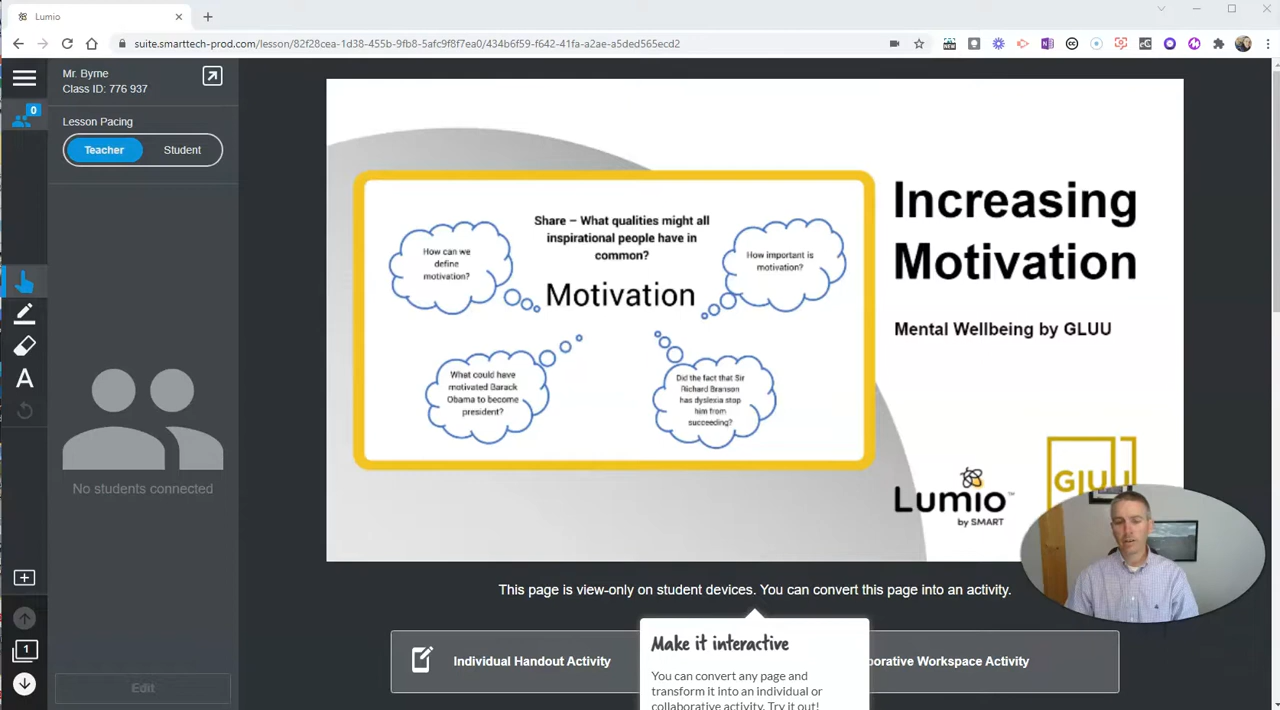 Lumio
suite.smarttech-prod.com/lesson/82f28cea-1d38-455b-9fb8-5afc9f8f7ea0/434b6f59-f642-41fa-a2ae-a5ded565ecd2
Mr. Byrne
Class ID: 776 937
0
Lesson Pacing
Teacher
Student
No students connected
1
Edit
Share – What qualities might all
inspirational people have in
common?
How can we
define
motivation?
How important is
motivation?
Motivation
What could have
motivated Barack
Obama to become
president?
Did the fact that Sir
Richard Branson
has dyslexia stop
him from
succeeding?
Increasing
Motivation
Mental Wellbeing by GLUU
Lumio™
by SMART
GLUU
This page is view-only on student devices. You can convert this page into an activity.
Individual Handout Activity
borative Workspace Activity
Make it interactive
You can convert any page and
transform it into an individual or
collaborative activity. Try it out!